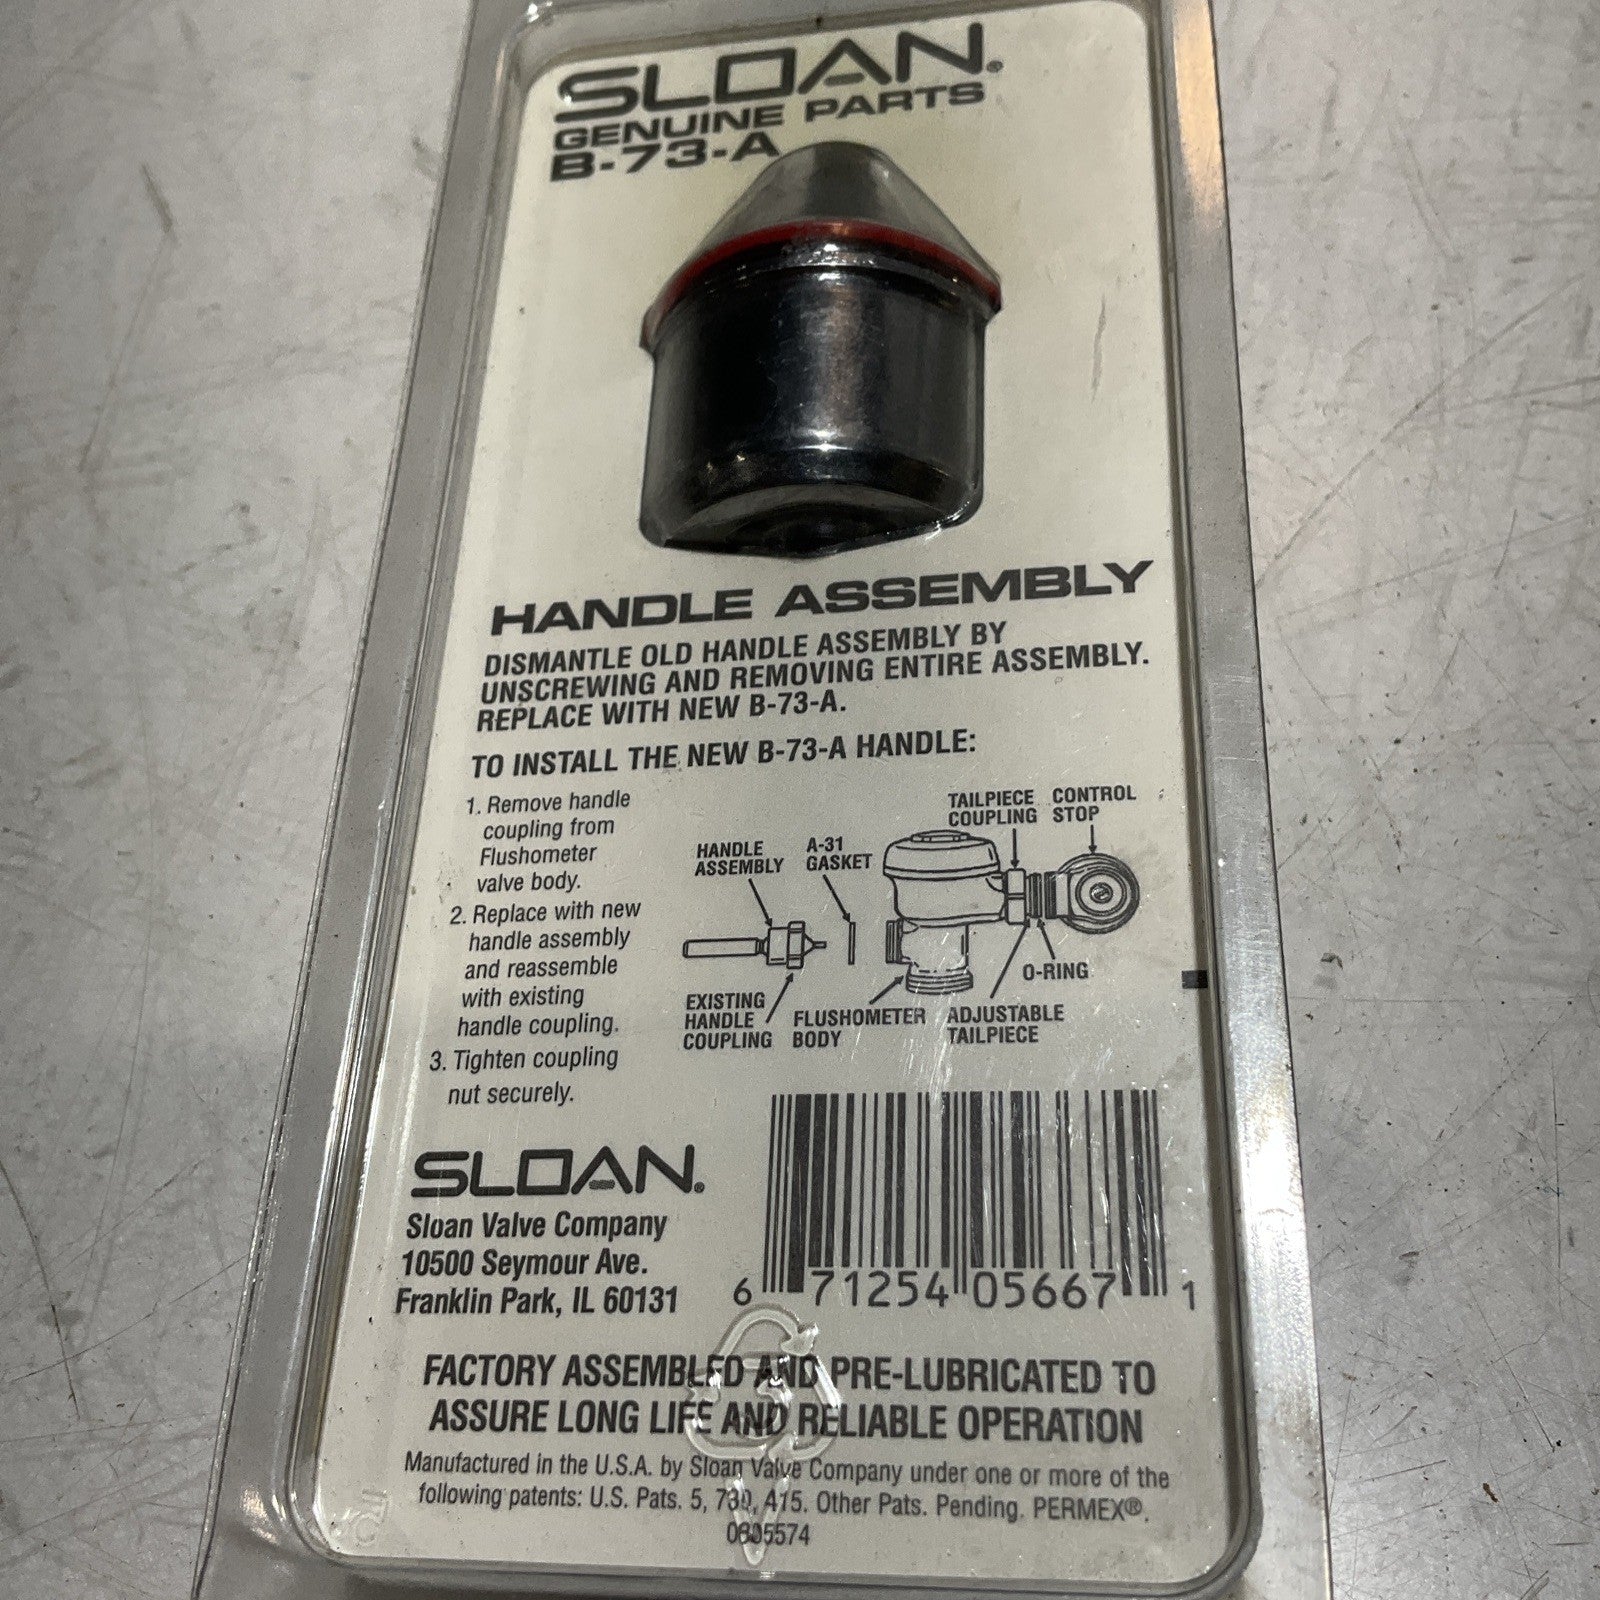 SLOAN®
GENUINE PARTS
B-73-A
HANDLE ASSEMBLY
DISMANTLE OLD HANDLE ASSEMBLY BY
UNSCREWING AND REMOVING ENTIRE ASSEMBLY.
REPLACE WITH NEW B-73-A.
TO INSTALL THE NEW B-73-A HANDLE:
1. Remove handle
coupling from
Flushometer
valve body.
2. Replace with new
handle assembly
and reassemble
with existing
handle coupling.
3. Tighten coupling
nut securely.
HANDLE
ASSEMBLY
A-31
GASKET
TAILPIECE
COUPLING
CONTROL
STOP
EXISTING
HANDLE
COUPLING
FLUSHOMETER
BODY
ADJUSTABLE
TAILPIECE
O-RING
SLOAN®
Sloan Valve Company
10500 Seymour Ave.
Franklin Park, IL 60131
6 71254 05667 1
FACTORY ASSEMBLED AND PRE-LUBRICATED TO
ASSURE LONG LIFE AND RELIABLE OPERATION
Manufactured in the U.S.A. by Sloan Valve Company under one or more of the
following patents: U.S. Pats. 5, 730, 415. Other Pats. Pending. PERMEX®.
0605574